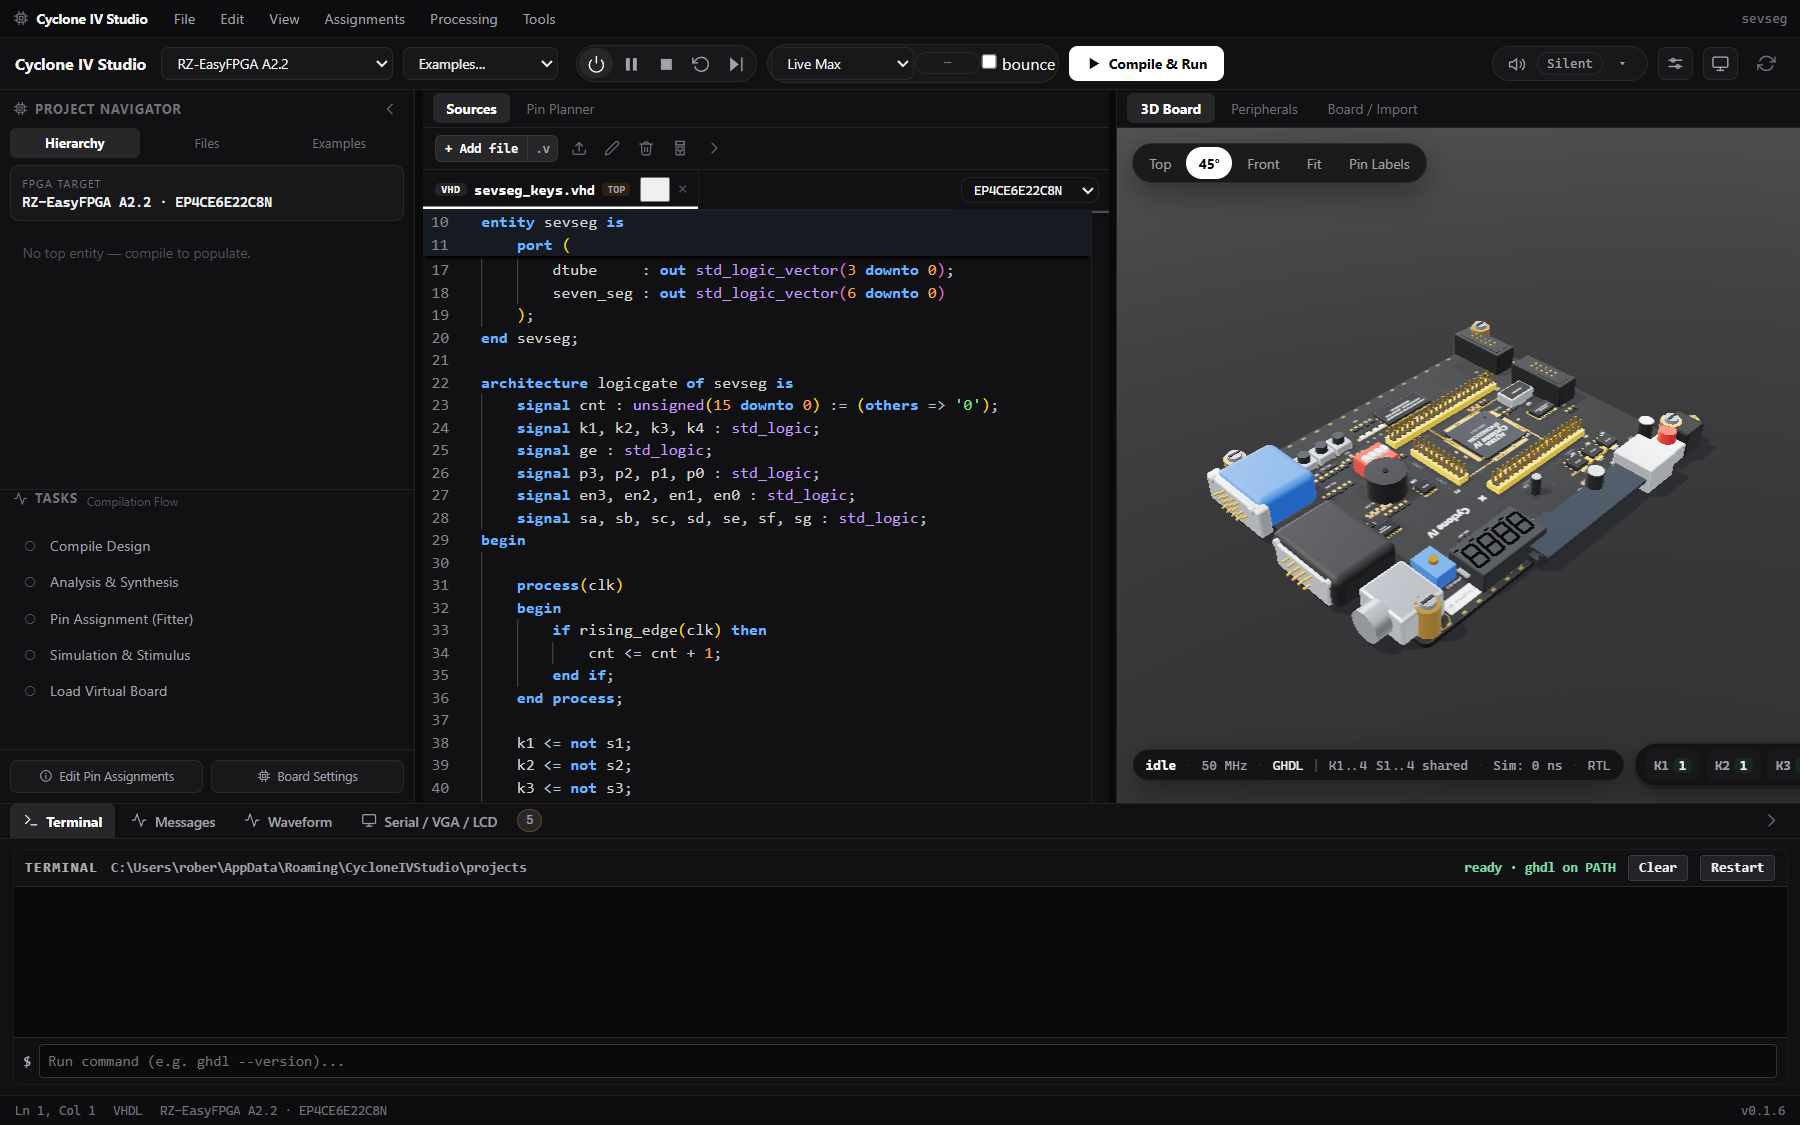 Cyclone IV Studio File Edit View Assignments Processing Tools sevseg
Cyclone IV Studio RZ-EasyFPGA A2.2 Examples... Live Max – bounce Compile & Run Silent
PROJECT NAVIGATOR
Hierarchy Files Examples
FPGA TARGET
RZ-EasyFPGA A2.2 · EP4CE6E22C8N
No top entity — compile to populate.
TASKS Compilation Flow
Compile Design
Analysis & Synthesis
Pin Assignment (Fitter)
Simulation & Stimulus
Load Virtual Board
Edit Pin Assignments Board Settings
Sources Pin Planner
+ Add file .v
VHD sevseg_keys.vhd TOP × EP4CE6E22C8N
10 entity sevseg is
11 port (
17 dtube : out std_logic_vector(3 downto 0);
18 seven_seg : out std_logic_vector(6 downto 0)
19 );
20 end sevseg;
21
22 architecture logicgate of sevseg is
23 signal cnt : unsigned(15 downto 0) := (others => '0');
24 signal k1, k2, k3, k4 : std_logic;
25 signal ge : std_logic;
26 signal p3, p2, p1, p0 : std_logic;
27 signal en3, en2, en1, en0 : std_logic;
28 signal sa, sb, sc, sd, se, sf, sg : std_logic;
29 begin
30
31 process(clk)
32 begin
33 if rising_edge(clk) then
34 cnt <= cnt + 1;
35 end if;
36 end process;
37
38 k1 <= not s1;
39 k2 <= not s2;
40 k3 <= not s3;
3D Board Peripherals Board / Import
Top 45° Front Fit Pin Labels
Cyclone IV
8888
idle · 50 MHz · GHDL | K1..4 S1..4 shared · Sim: 0 ns · RTL
K1 1 K2 1 K3
Terminal Messages Waveform Serial / VGA / LCD 5
TERMINAL C:\Users\rober\AppData\Roaming\CycloneIVStudio\projects ready · ghdl on PATH Clear Restart
$ Run command (e.g. ghdl --version)...
Ln 1, Col 1 VHDL RZ-EasyFPGA A2.2 · EP4CE6E22C8N v0.1.6